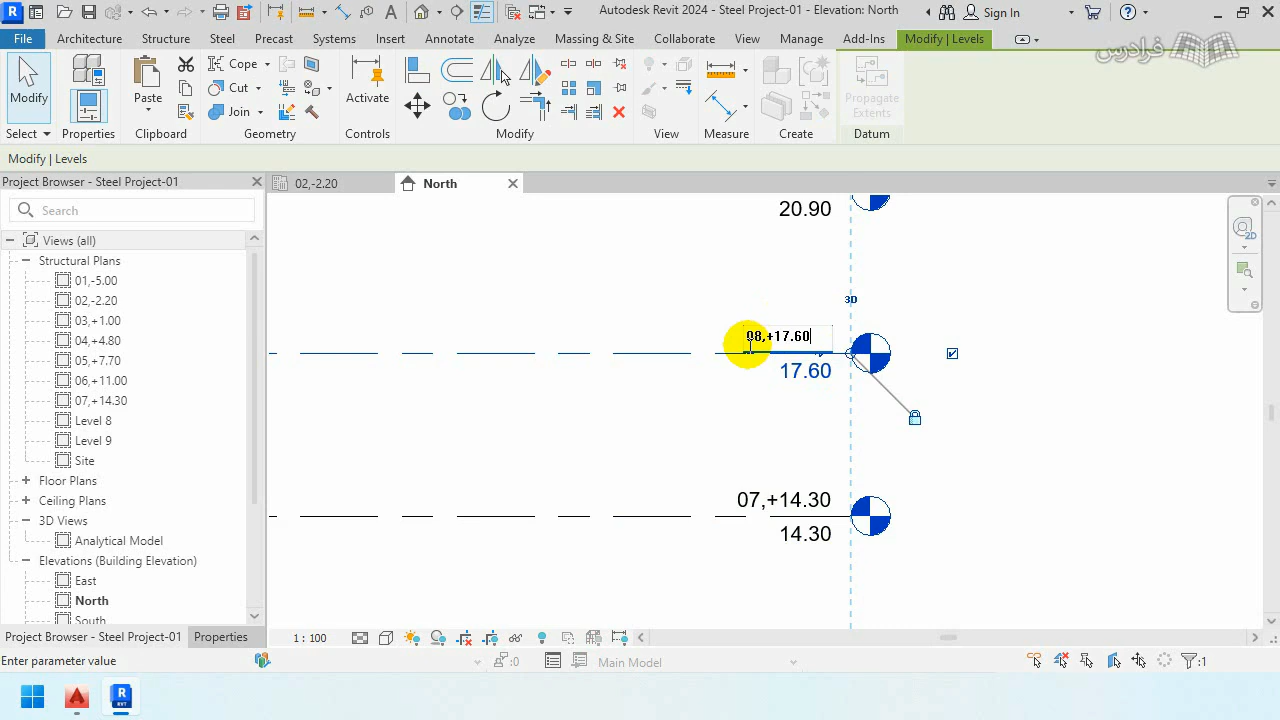 Autodesk Revit 2024 - Steel Project-01 - Elevation: North
Sign In
File
Architecture
Structure
Steel
Precast
Systems
Insert
Annotate
Analyze
Massing & Site
Collaborate
View
Manage
Add-Ins
Modify | Levels
فرادرس
Modify
Properties
Paste
Cope
Cut
Join
Activate
Propagate
Extents
Select
Properties
Clipboard
Geometry
Controls
Modify
View
Measure
Create
Datum
Modify | Levels
Project Browser - Steel Project-01
02,-2.20
North
Search
Views (all)
Structural Plans
01,-5.00
02,-2.20
03,+1.00
04,+4.80
05,+7.70
06,+11.00
07,+14.30
Level 8
Level 9
Site
Floor Plans
Ceiling Plans
3D Views
Analytical Model
Elevations (Building Elevation)
East
North
South
20.90
3D
08,+17.60
17.60
07,+14.30
14.30
2D
Project Browser - Steel Project-01
Properties
1 : 100
Enter parameter value
:0
Main Model
:1